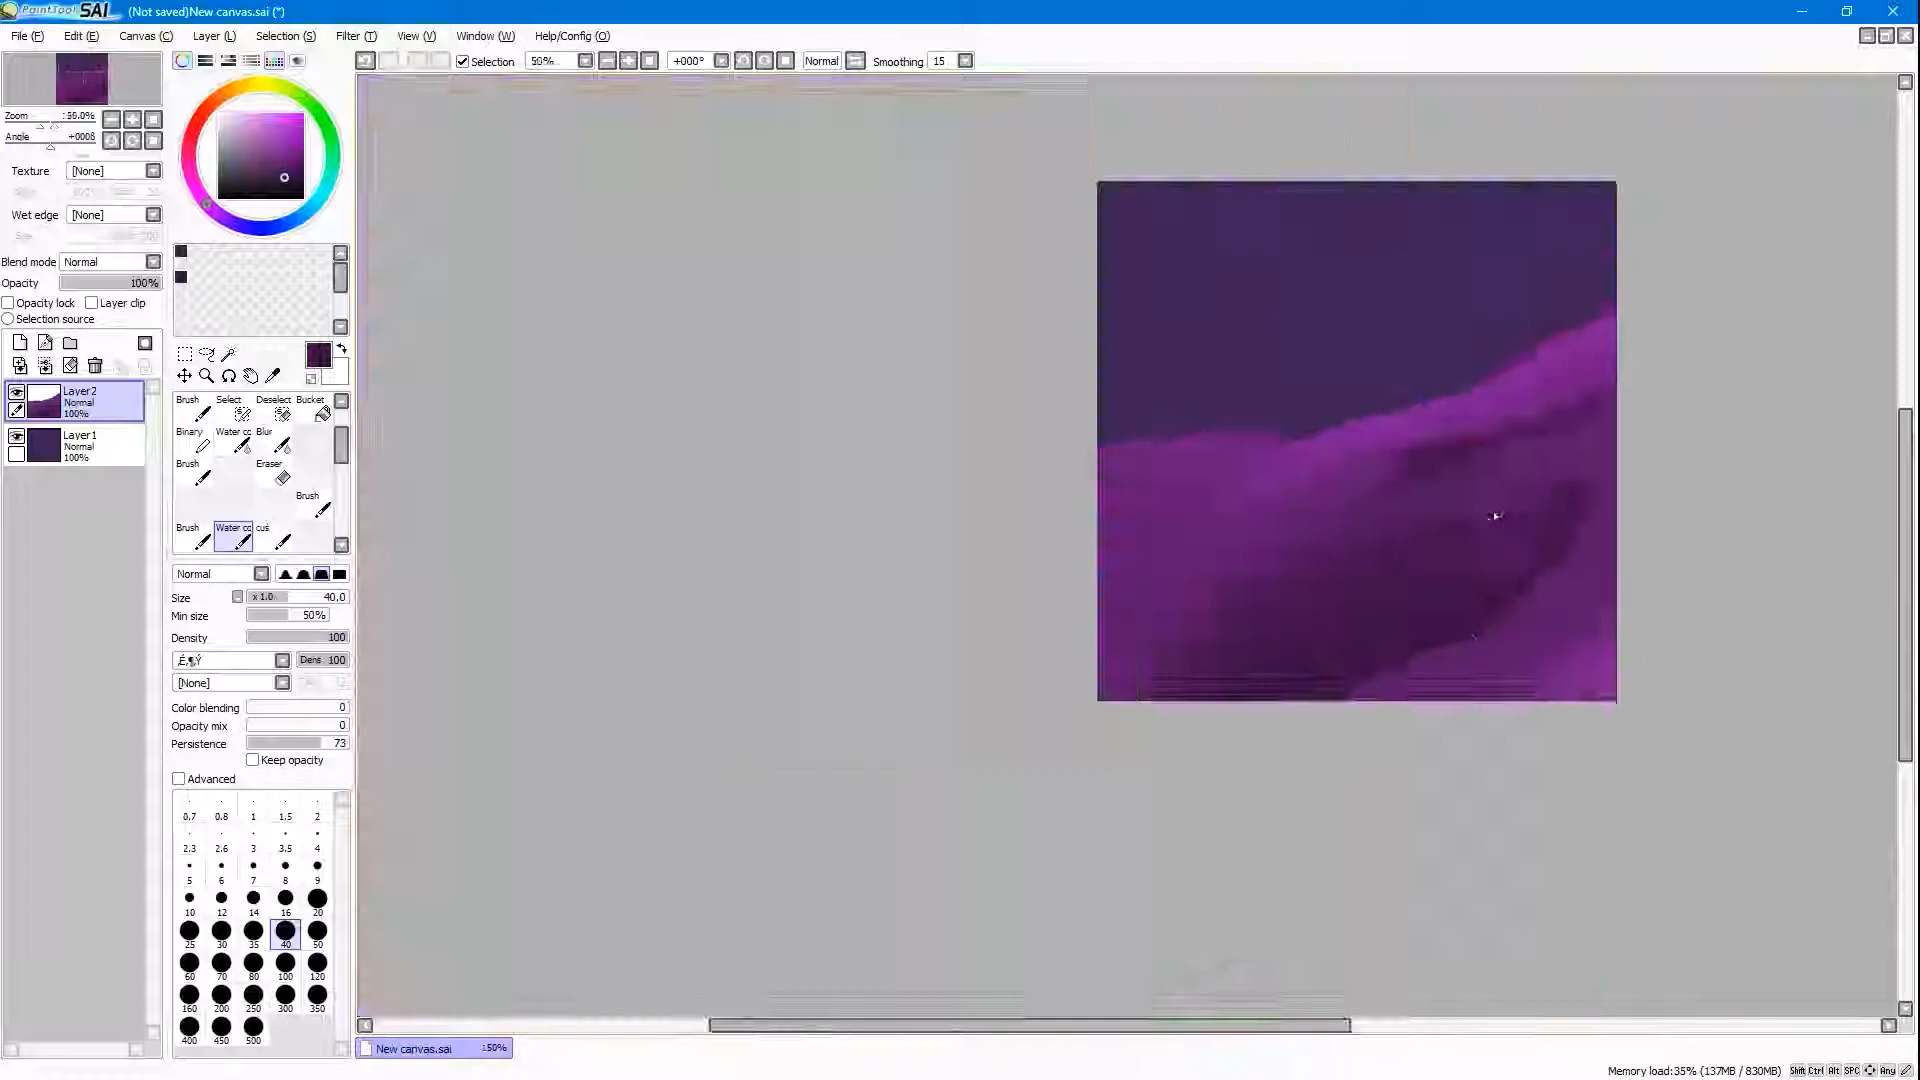 PaintTool SAI (Not saved)New canvas.sai (*)
File (F) Edit (E) Canvas (C) Layer (L) Selection (S) Filter (T) View (V) Window (W) Help/Config (O)
Selection 50% +000° Normal Smoothing 15
Zoom
Angle
Texture [None]
Wet edge [None]
Blend mode Normal
Opacity 100%
Opacity lock Layer clip
Selection source
Layer2
Normal
100%
Layer1
Normal
100%
Brush Select Deselect Bucket
Binary Water cc Blur
Brush Eraser
Brush
Brush Water cc cus
Normal
Size x 1.0 40.0
Min size 50%
Density 100
É‚¶Ý Dens 100
[None]
Color blending 0
Opacity mix 0
Persistence 73
Keep opacity
Advanced
0.7 0.8 1 1.5 2
2.3 2.6 3 3.5 4
5 6 7 8 9
10 12 14 16 20
25 30 35 40 50
60 70 80 100 120
160 200 250 300 350
400 450 500
New canvas.sai 150%
Memory load:35% (137MB / 830MB) Shift Ctrl Alt SPC Any